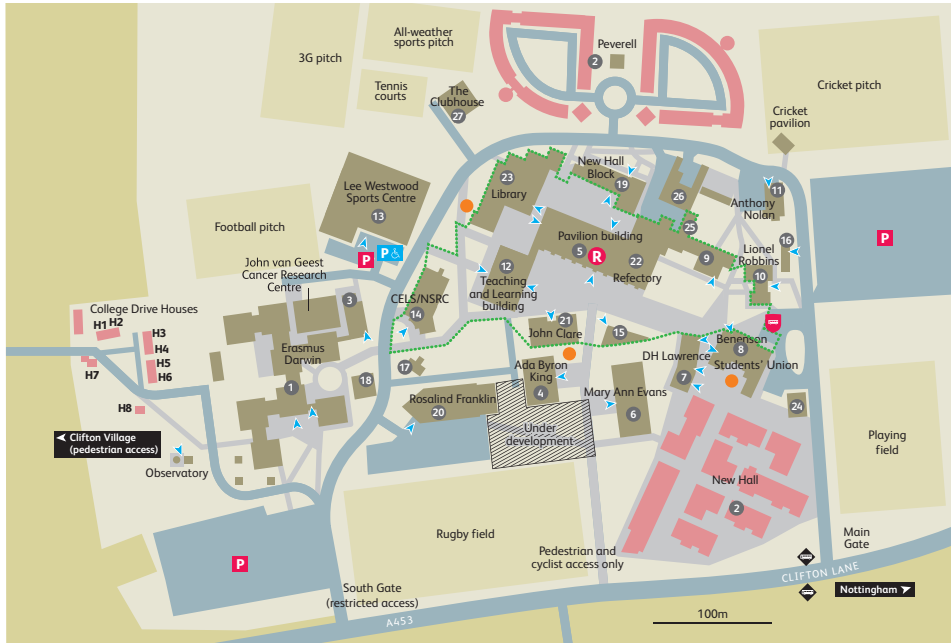 All-weather
sports pitch
3G pitch
Peverell
2
Tennis
courts
The
Clubhouse
27
Cricket pitch
Cricket
pavilion
New Hall
Block
19
23
Library
Lee Westwood
Sports Centre
13
26
11
Anthony
Nolan
Football pitch
25
Pavilion building
5
R
22
Refectory
9
16
Lionel
Robbins
10
P
P
P
John van Geest
Cancer Research
Centre
3
12
Teaching
and Learning
building
CELS/NSRC
14
College Drive Houses
H1
H2
H3
H4
H5
H6
H7
H8
21
John Clare
15
Benenson
8
Students' Union
DH Lawrence
7
Erasmus
Darwin
1
18
17
Ada Byron
King
4
Mary Ann Evans
6
Rosalind Franklin
20
Under
development
24
Clifton Village
(pedestrian access)
Observatory
Playing
field
New Hall
2
Rugby field
P
Pedestrian and
cyclist access only
Main
Gate
South Gate
(restricted access)
CLIFTON LANE
Nottingham
A453
100m